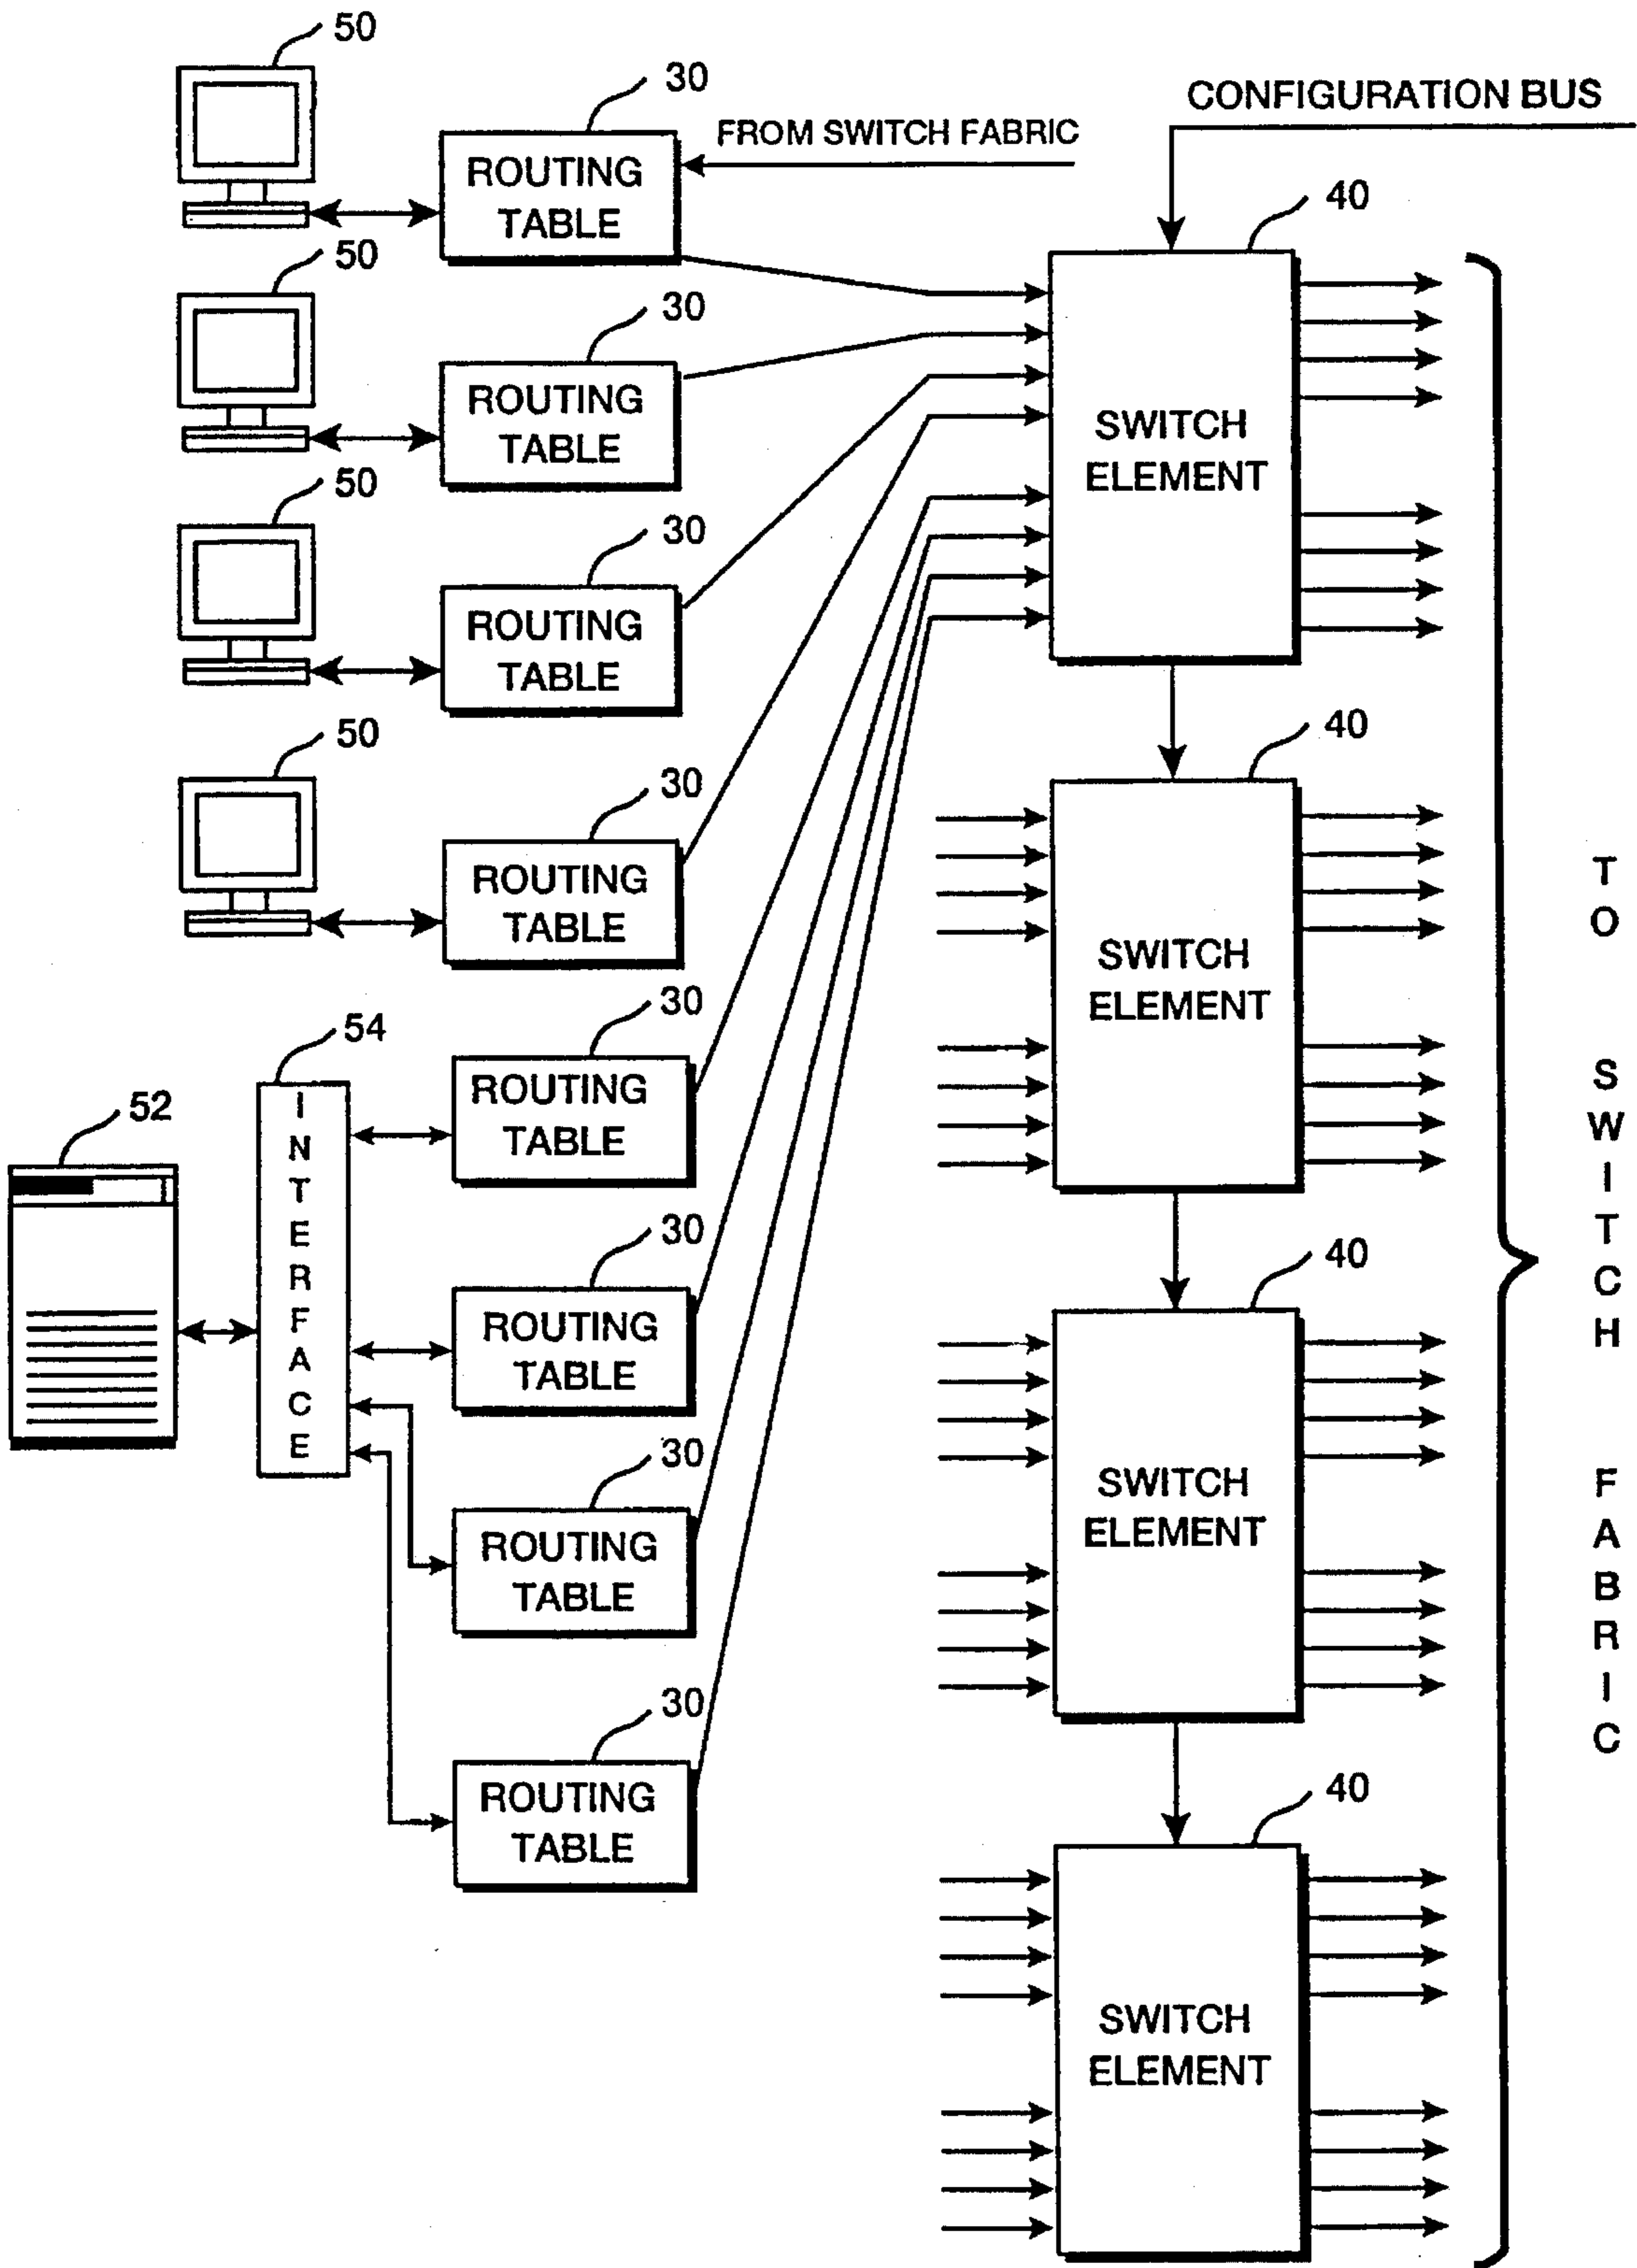 50
30
CONFIGURATION BUS
FROM SWITCH FABRIC
ROUTING
TABLE
40
50
30
ROUTING
TABLE
SWITCH
ELEMENT
50
30
ROUTING
TABLE
40
50
30
ROUTING
TABLE
SWITCH
ELEMENT
30
54
ROUTING
TABLE
52
INTERFACE
30
40
ROUTING
TABLE
30
ROUTING
TABLE
SWITCH
ELEMENT
30
ROUTING
TABLE
40
SWITCH
ELEMENT
TO SWITCH FABRIC